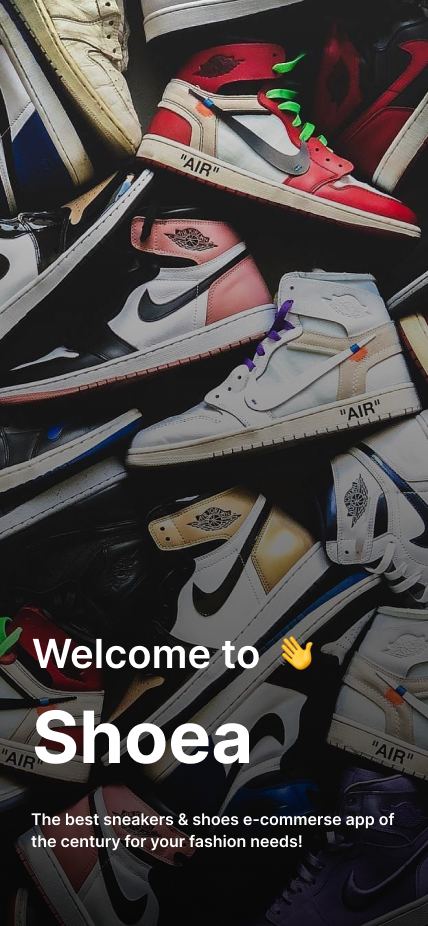 "AIR"
"AIR"
Welcome to 👋
Shoea
"AIR"
"AIR"
The best sneakers & shoes e-commerse app of
the century for your fashion needs!